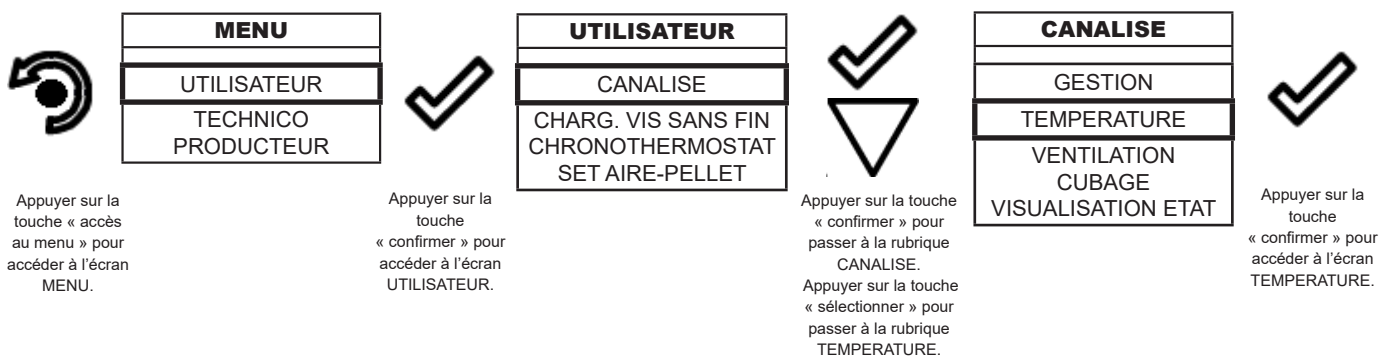 MENU
UTILISATEUR
TECHNICO
PRODUCTEUR
UTILISATEUR
CANALISE
CHARG. VIS SANS FIN
CHRONOTHERMOSTAT
SET AIRE-PELLET
CANALISE
GESTION
TEMPERATURE
VENTILATION
CUBAGE
VISUALISATION ETAT
Appuyer sur la
touche « accès
au menu » pour
accéder à l’écran
MENU.
Appuyer sur la
touche
« confirmer » pour
accéder à l’écran
UTILISATEUR.
Appuyer sur la touche
« confirmer » pour
passer à la rubrique
CANALISE.
Appuyer sur la touche
« sélectionner » pour
passer à la rubrique
TEMPERATURE.
Appuyer sur la
touche
« confirmer » pour
accéder à l’écran
TEMPERATURE.